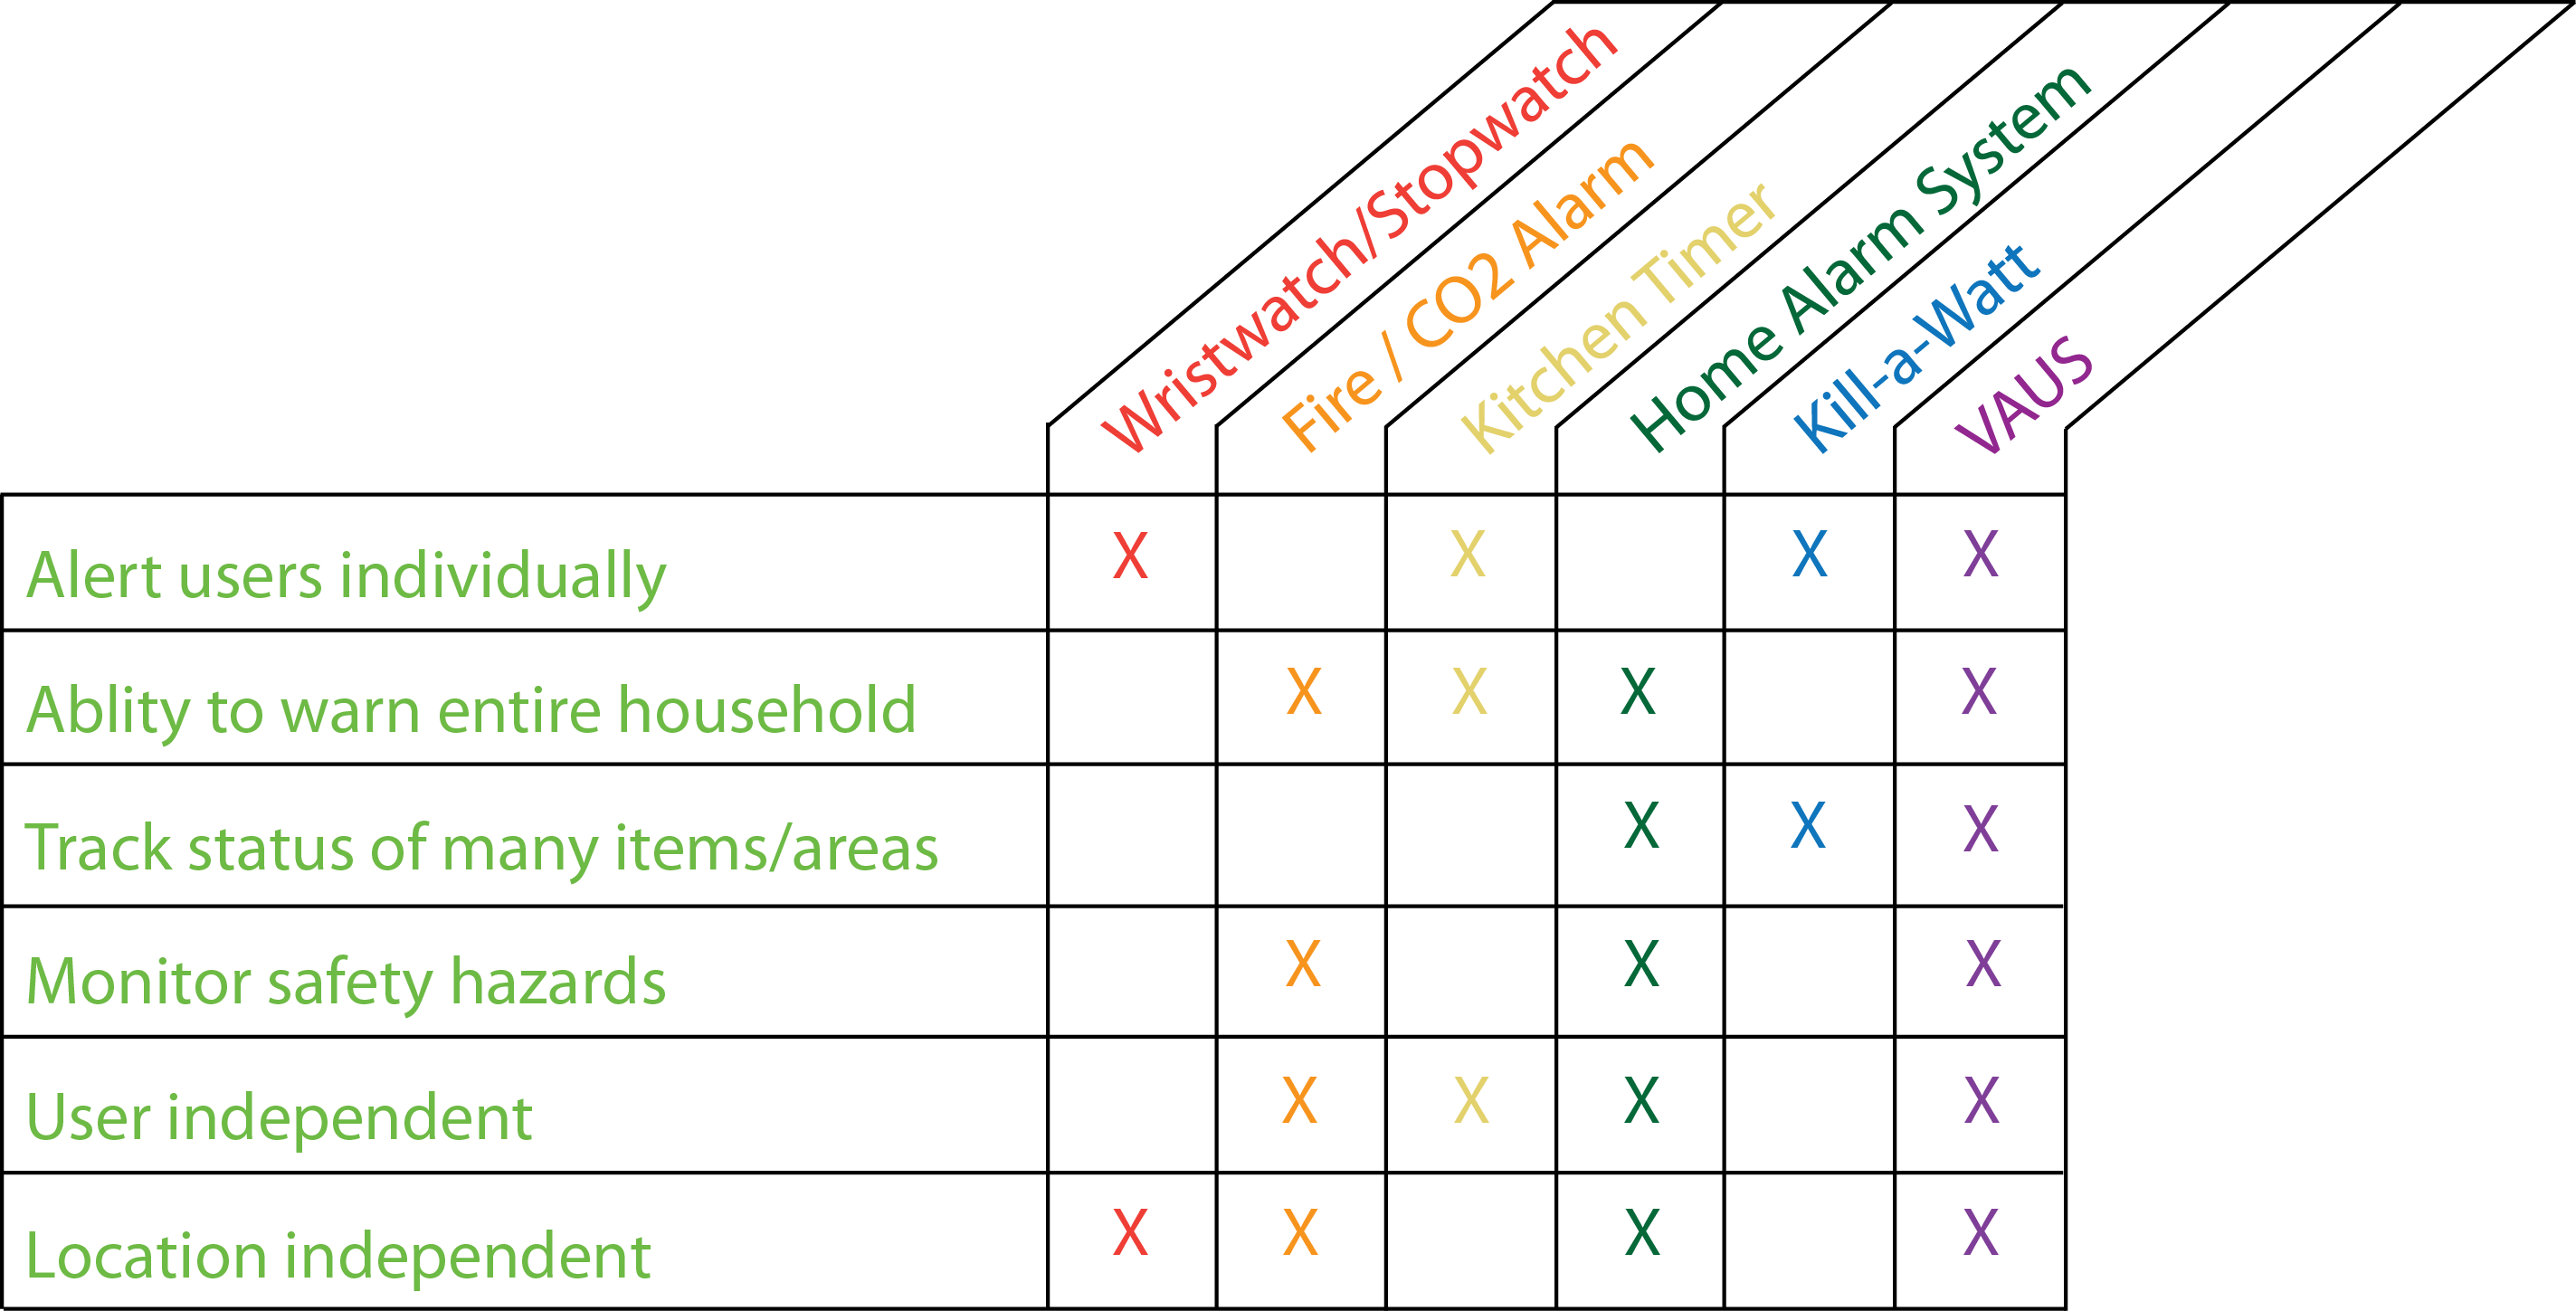 Wristwatch/Stopwatch
Fire / CO2 Alarm
Kitchen Timer
Home Alarm System
Kill-a-Watt
VAUS
Alert users individually X X X X
Ablity to warn entire household X X X X
Track status of many items/areas X X X
Monitor safety hazards X X X
User independent X X X X
Location independent X X X X